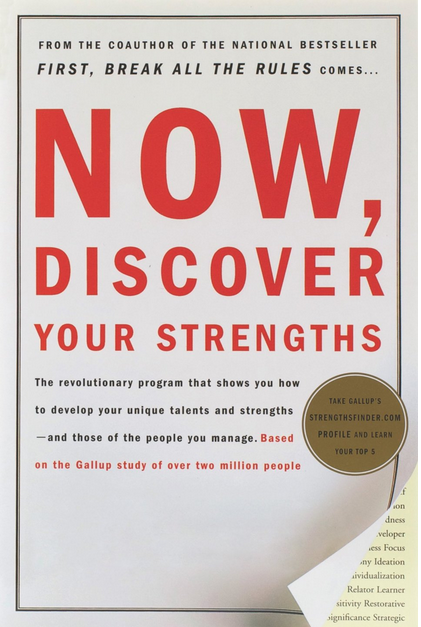 FROM THE COAUTHOR OF THE NATIONAL BESTSELLER
FIRST, BREAK ALL THE RULES COMES...
NOW,
DISCOVER
YOUR STRENGTHS
The revolutionary program that shows you how
to develop your unique talents and strengths
—and those of the people you manage. Based
on the Gallup study of over two million people
TAKE GALLUP'S
STRENGTHSFINDER.COM
PROFILE AND LEARN
YOUR TOP 5
Focus
Ideation
Relator Learner
Restorative
Significance Strategic